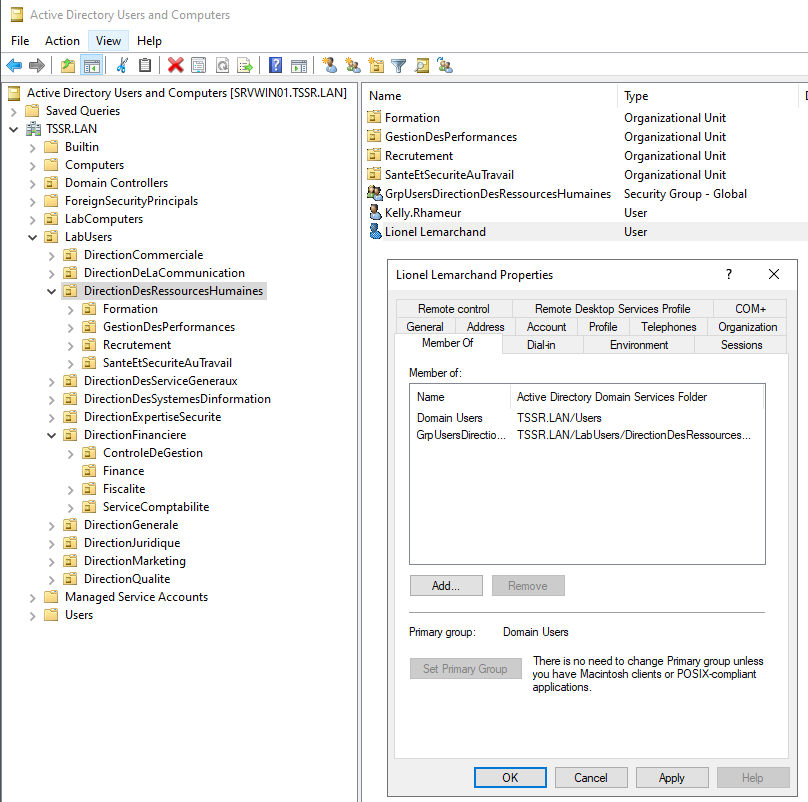 Active Directory Users and Computers
File Action View Help
Active Directory Users and Computers [SRVWIN01.TSSR.LAN]
Saved Queries
TSSR.LAN
Builtin
Computers
Domain Controllers
ForeignSecurityPrincipals
LabComputers
LabUsers
DirectionCommerciale
DirectionDeLaCommunication
DirectionDesRessourcesHumaines
Formation
GestionDesPerformances
Recrutement
SanteEtSecuriteAuTravail
DirectionDesServiceGeneraux
DirectionDesSystemesDinformation
DirectionExpertiseSecurite
DirectionFinanciere
ControleDeGestion
Finance
Fiscalite
ServiceComptabilite
DirectionGenerale
DirectionJuridique
DirectionMarketing
DirectionQualite
Managed Service Accounts
Users
Name Type
Formation Organizational Unit
GestionDesPerformances Organizational Unit
Recrutement Organizational Unit
SanteEtSecuriteAuTravail Organizational Unit
GrpUsersDirectionDesRessourcesHumaines Security Group - Global
Kelly.Rhameur User
Lionel Lemarchand User
Lionel Lemarchand Properties ?
Remote control Remote Desktop Services Profile COM+
General Address Account Profile Telephones Organization
Member Of Dial-in Environment Sessions
Member of:
Name Active Directory Domain Services Folder
Domain Users TSSR.LAN/Users
GrpUsersDirectio... TSSR.LAN/LabUsers/DirectionDesRessources...
Add... Remove
Primary group: Domain Users
Set Primary Group
There is no need to change Primary group unless
you have Macintosh clients or POSIX-compliant
applications.
OK Cancel Apply Help